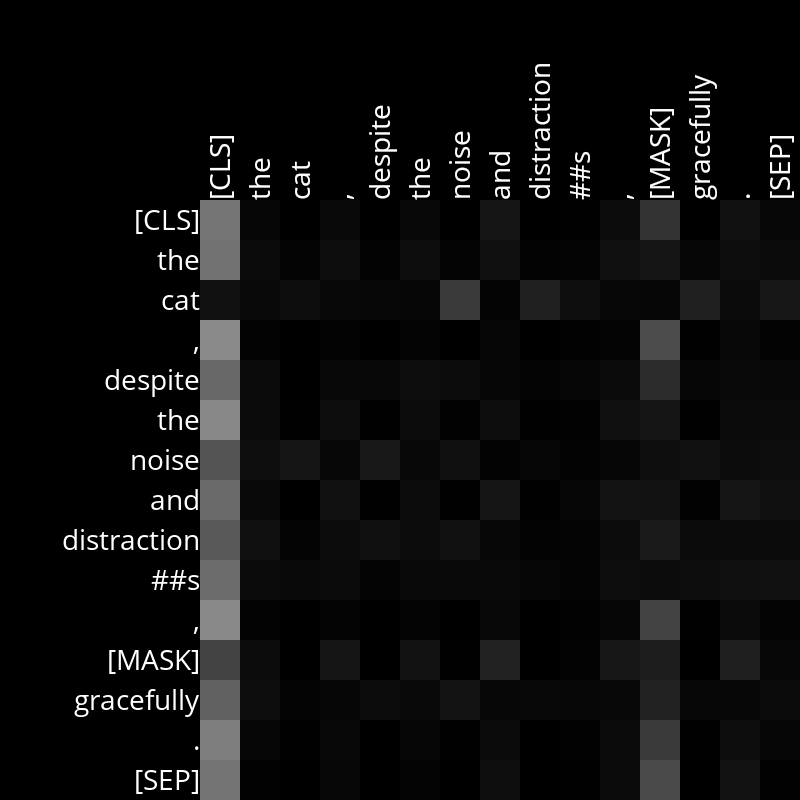 [CLS] the cat , despite the noise and distraction ##s , [MASK] gracefully . [SEP]
[CLS]
the
cat
,
despite
the
noise
and
distraction
##s
,
[MASK]
gracefully
.
[SEP]